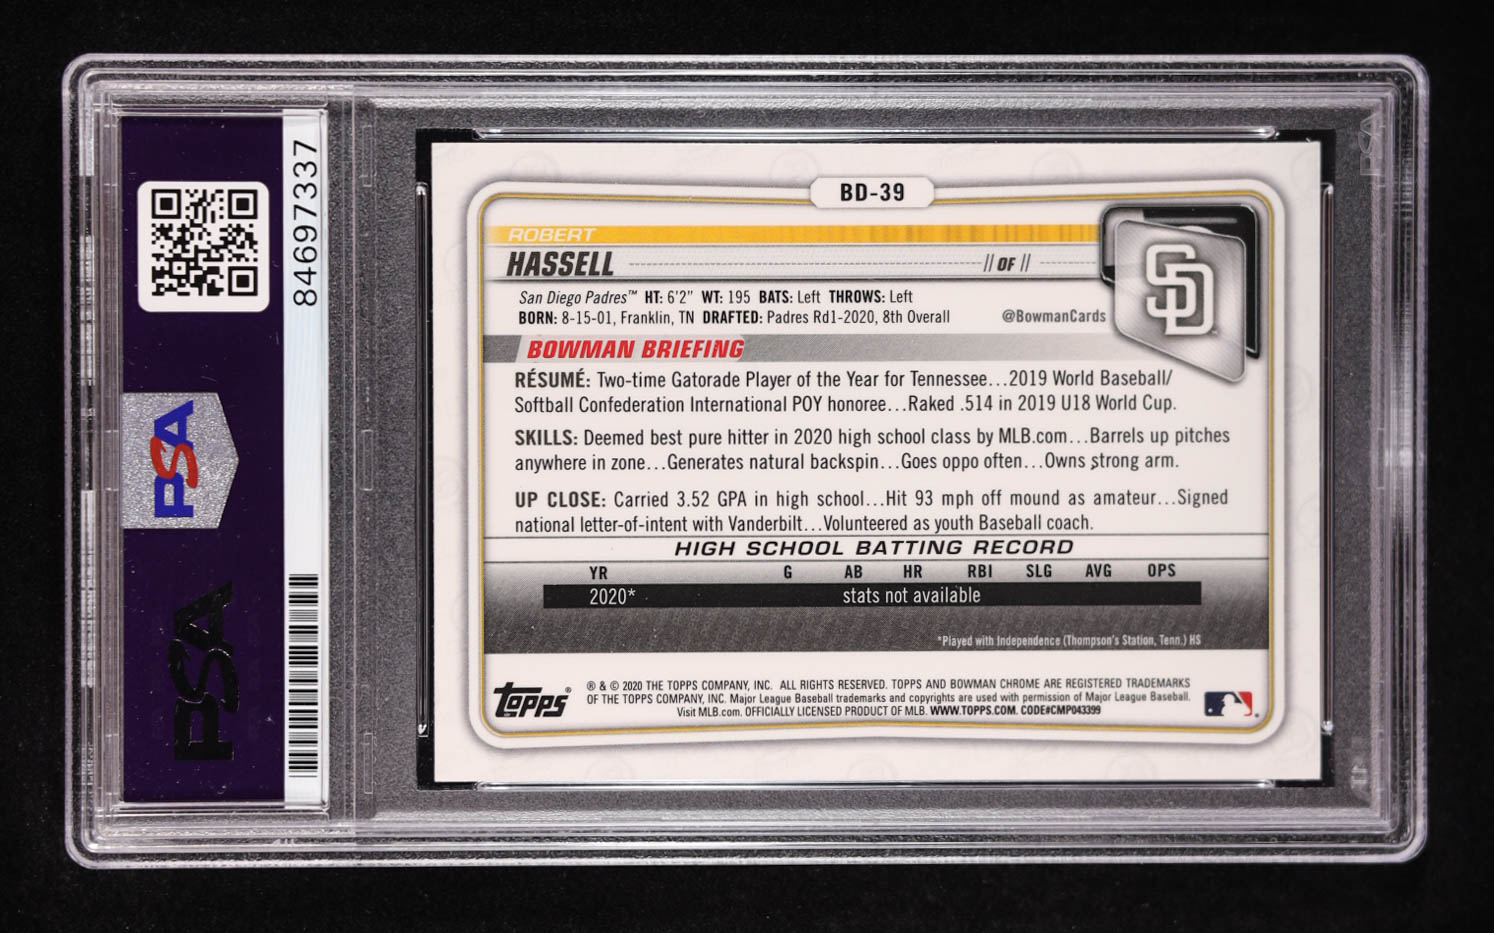 84697337
PSA
PSA
BD-39
ROBERT
HASSELL // OF //
San Diego Padres™ HT: 6'2" WT: 195 BATS: Left THROWS: Left
BORN: 8-15-01, Franklin, TN DRAFTED: Padres Rd1-2020, 8th Overall @BowmanCards
SD
BOWMAN BRIEFING
RÉSUMÉ: Two-time Gatorade Player of the Year for Tennessee...2019 World Baseball/
Softball Confederation International POY honoree...Raked .514 in 2019 U18 World Cup.
SKILLS: Deemed best pure hitter in 2020 high school class by MLB.com...Barrels up pitches
anywhere in zone...Generates natural backspin...Goes oppo often...Owns strong arm.
UP CLOSE: Carried 3.52 GPA in high school...Hit 93 mph off mound as amateur...Signed
national letter-of-intent with Vanderbilt...Volunteered as youth Baseball coach.
HIGH SCHOOL BATTING RECORD
YR G AB HR RBI SLG AVG OPS
2020* stats not available
*Played with Independence (Thompson's Station, Tenn.) HS
topps®
® & © 2020 THE TOPPS COMPANY, INC. ALL RIGHTS RESERVED. TOPPS AND BOWMAN CHROME ARE REGISTERED TRADEMARKS
OF THE TOPPS COMPANY, INC. Major League Baseball trademarks and copyrights are used with permission of Major League Baseball.
Visit MLB.com. OFFICIALLY LICENSED PRODUCT OF MLB. WWW.TOPPS.COM. CODE#CMP043399
PSA